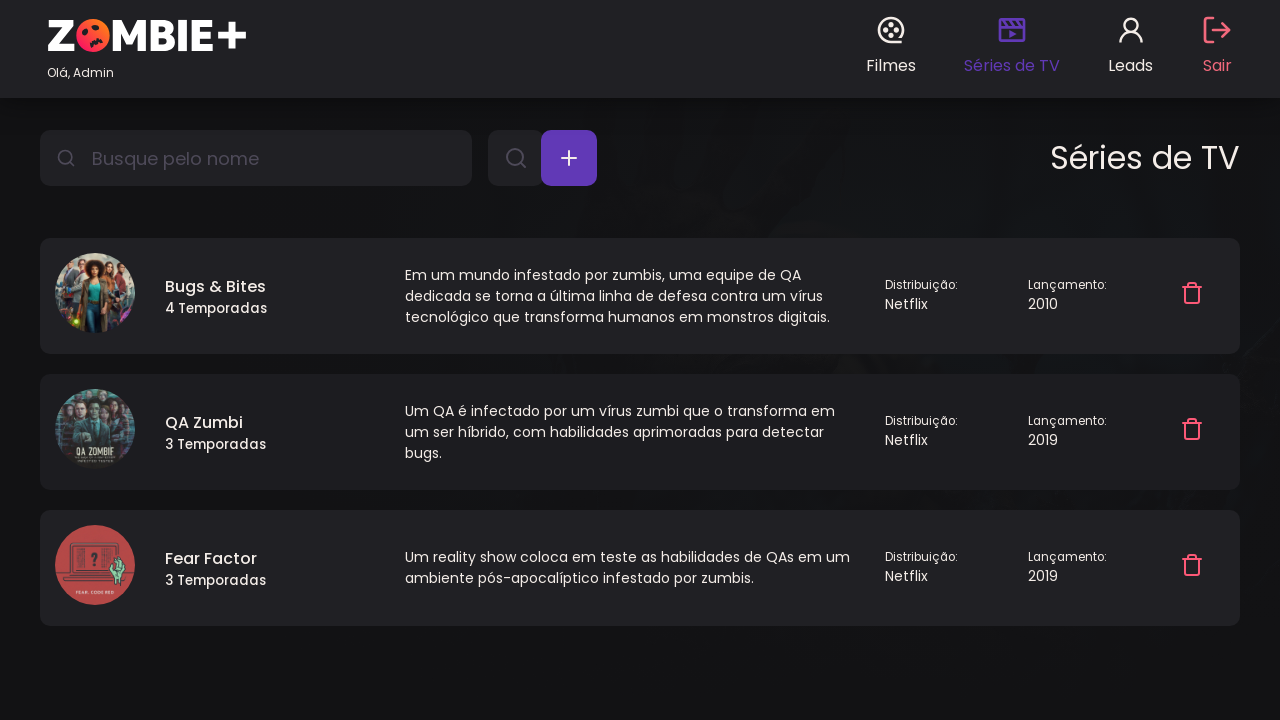 ZOMBIE+
Olá, Admin
Filmes
Séries de TV
Leads
Sair
Busque pelo nome
Séries de TV
Bugs & Bites
4 Temporadas
Em um mundo infestado por zumbis, uma equipe de QA
dedicada se torna a última linha de defesa contra um vírus
tecnológico que transforma humanos em monstros digitais.
Distribuição:
Netflix
Lançamento:
2010
QA ZOMBIE
QA Zumbi
3 Temporadas
Um QA é infectado por um vírus zumbi que o transforma em
um ser híbrido, com habilidades aprimoradas para detectar
bugs.
Distribuição:
Netflix
Lançamento:
2019
?
FEAR: CODE RED
Fear Factor
3 Temporadas
Um reality show coloca em teste as habilidades de QAs em um
ambiente pós-apocalíptico infestado por zumbis.
Distribuição:
Netflix
Lançamento:
2019